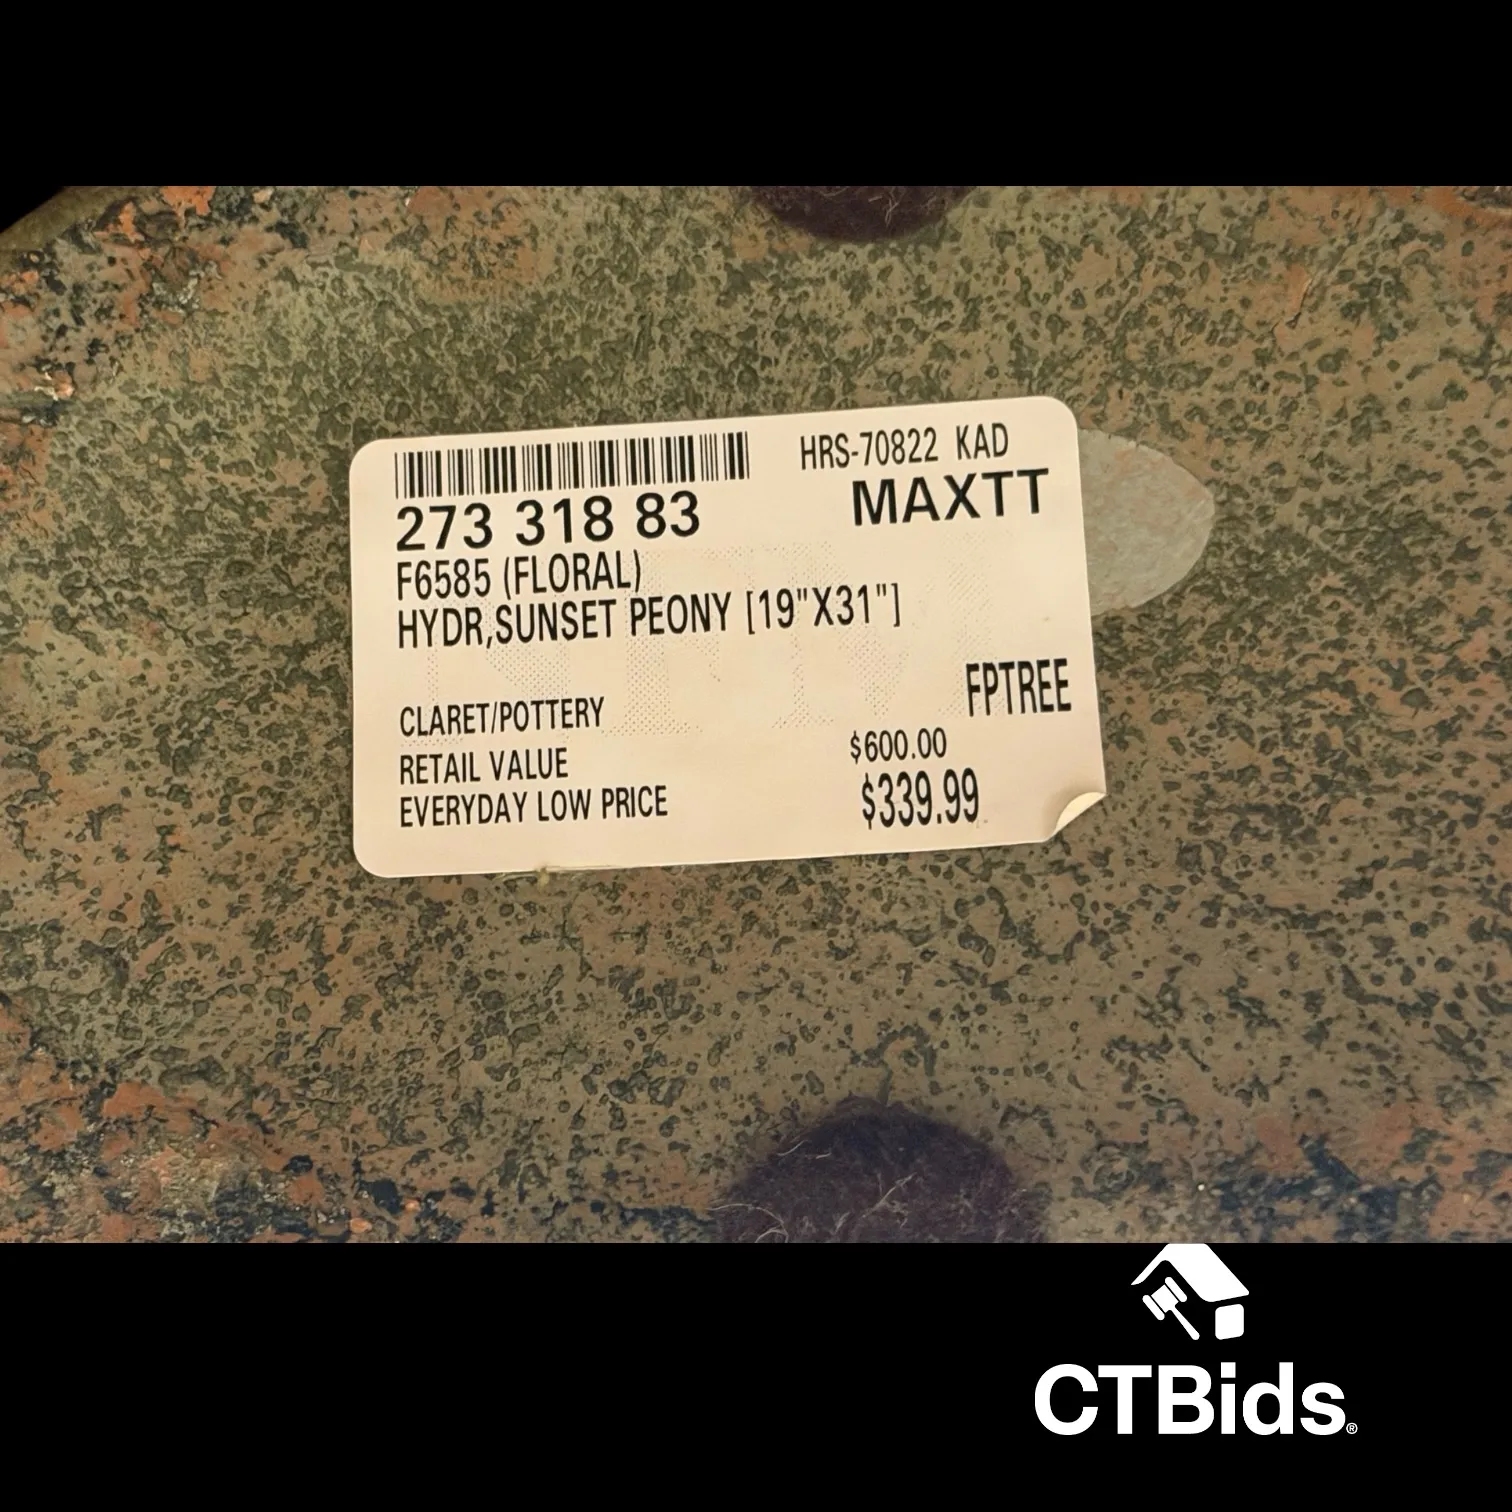 HRS-70822 KAD
273 318 83
MAXTT
F6585 (FLORAL)
HYDR,SUNSET PEONY [19"X31"]
FPTREE
CLARET/POTTERY
RETAIL VALUE $600.00
EVERYDAY LOW PRICE $339.99
CTBids®